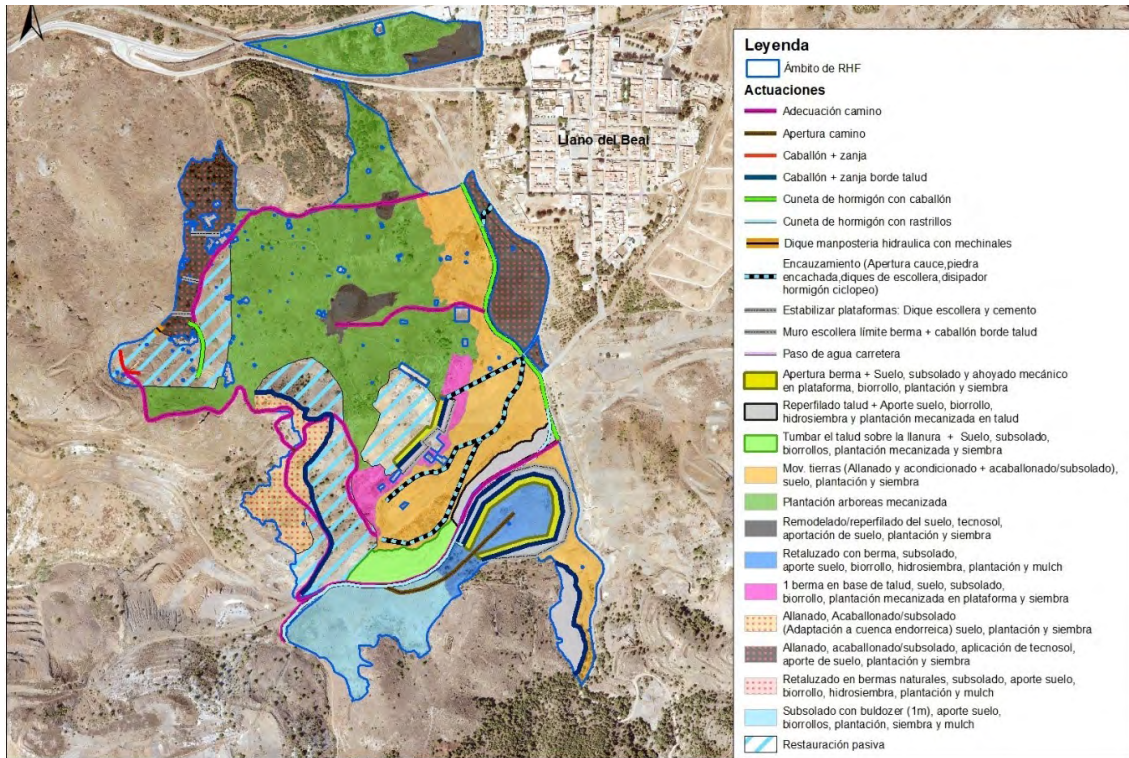 Llano del Beal
Leyenda
Ámbito de RHF
Actuaciones
Adecuación camino
Apertura camino
Caballón + zanja
Caballón + zanja borde talud
Cuneta de hormigón con caballón
Cuneta de hormigón con rastrillos
Dique manposteria hidraulica con mechinales
Encauzamiento (Apertura cauce,piedra
encachada,diques de escollera,disipador
hormigón ciclopeo)
Estabilizar plataformas: Dique escollera y cemento
Muro escollera límite berma + caballón borde talud
Paso de agua carretera
Apertura berma + Suelo, subsolado y ahoyado mecánico
en plataforma, biorrollo, plantación y siembra
Reperfilado talud + Aporte suelo, biorrollo,
hidrosiembra y plantación mecanizada en talud
Tumbar el talud sobre la llanura + Suelo, subsolado,
biorrollos, plantación mecanizada y siembra
Mov. tierras (Allanado y acondicionado + acaballonado/subsolado),
suelo, plantación y siembra
Plantación arboreas mecanizada
Remodelado/reperfilado del suelo, tecnosol,
aportación de suelo, plantación y siembra
Retaluzado con berma, subsolado,
aporte suelo, biorrollo, hidrosiembra, plantación y mulch
1 berma en base de talud, suelo, subsolado,
biorrollo, plantación mecanizada en plataforma y siembra
Allanado, Acaballonado/subsolado
(Adaptación a cuenca endorreica) suelo, plantación y siembra
Allanado, acaballonado/subsolado, aplicación de tecnosol,
aporte de suelo, plantación y siembra
Retaluzado en bermas naturales, subsolado, aporte suelo,
biorrollo, hidrosiembra, plantación y mulch
Subsolado con buldozer (1m), aporte suelo,
biorrollos, plantación, siembra y mulch
Restauración pasiva